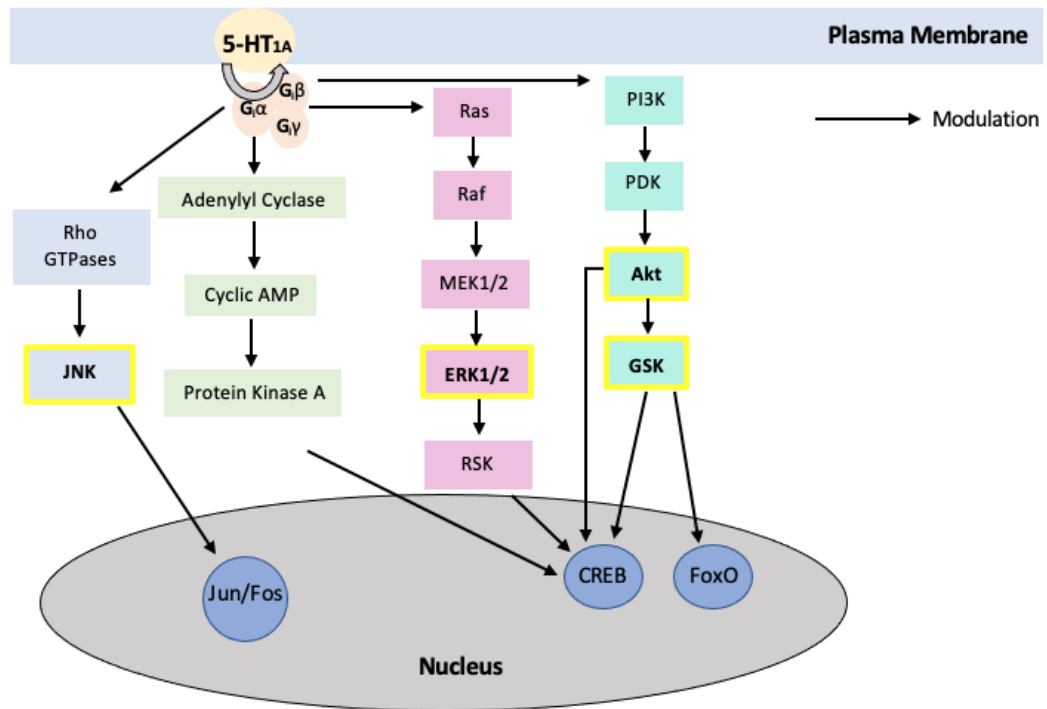 5-HT1A
Plasma Membrane
Giβ
Giα
Giγ
Ras
PI3K
Modulation
Adenylyl Cyclase
Raf
PDK
Rho
GTPases
Cyclic AMP
MEK1/2
Akt
JNK
Protein Kinase A
ERK1/2
GSK
RSK
Jun/Fos
CREB
FoxO
Nucleus